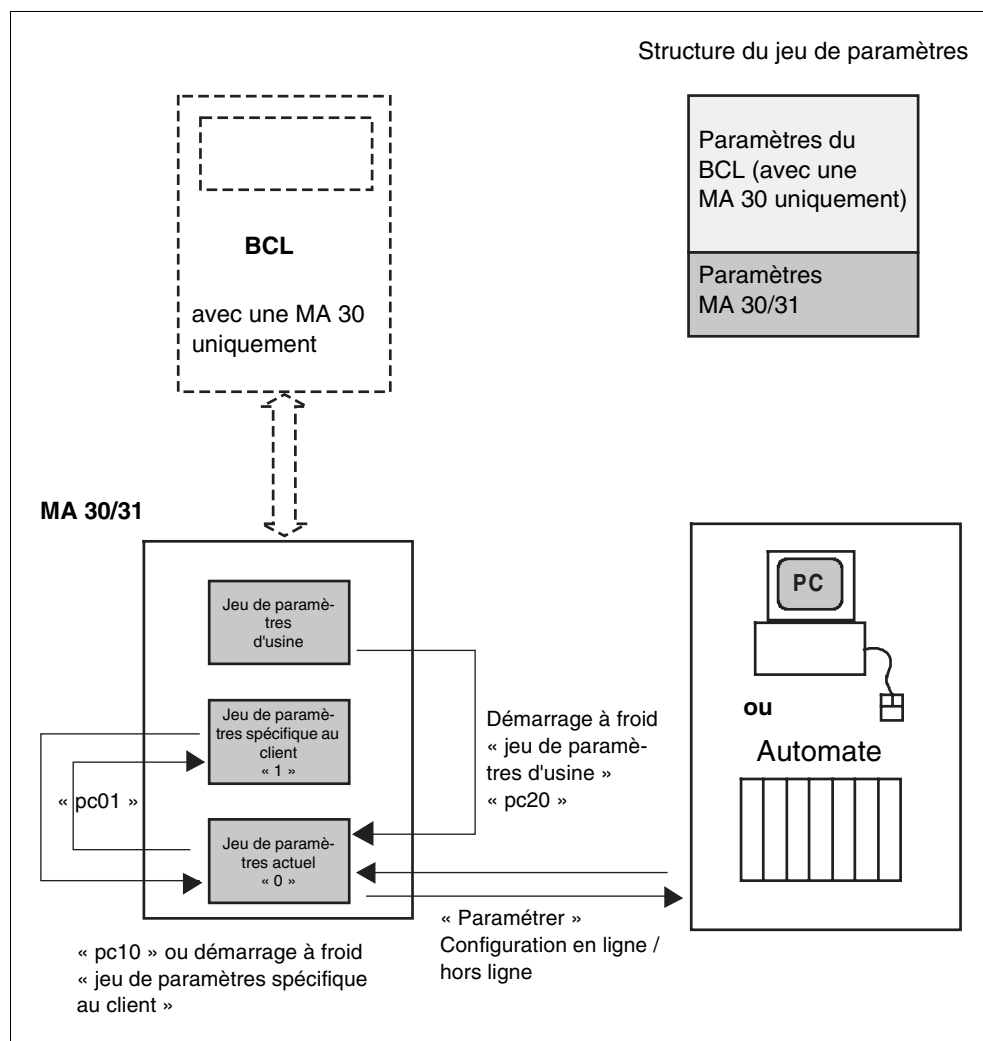 Structure du jeu de paramètres
Paramètres du
BCL (avec une
MA 30 uniquement)
Paramètres
MA 30/31
BCL
avec une MA 30
uniquement
MA 30/31
Jeu de paramè-
tres
d'usine
Jeu de paramè-
tres spécifique au
client
« 1 »
Jeu de paramè-
tres actuel
« 0 »
« pc01 »
Démarrage à froid
« jeu de paramè-
tres d'usine »
« pc20 »
PC
ou
Automate
« Paramétrer »
Configuration en ligne /
hors ligne
« pc10 » ou démarrage à froid
« jeu de paramètres spécifique
au client »